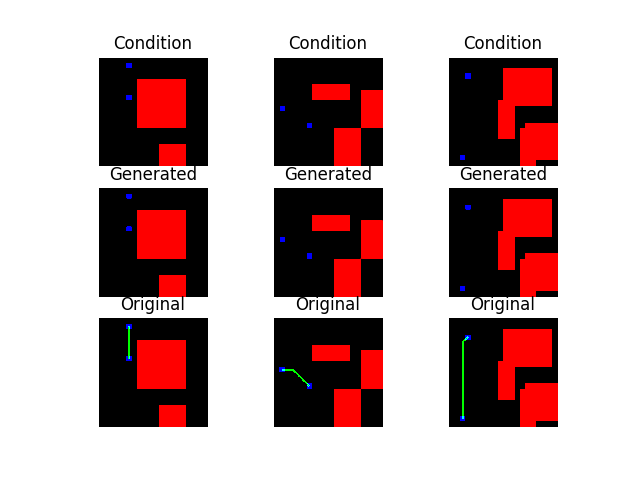 Condition Condition Condition
Generated Generated Generated
Original Original Original